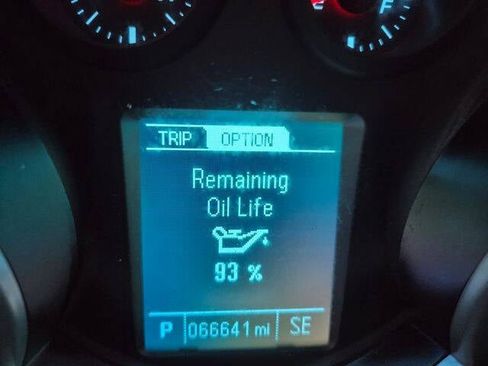 F
TRIP OPTION
Remaining
Oil Life
93 %
P 066641 mi SE